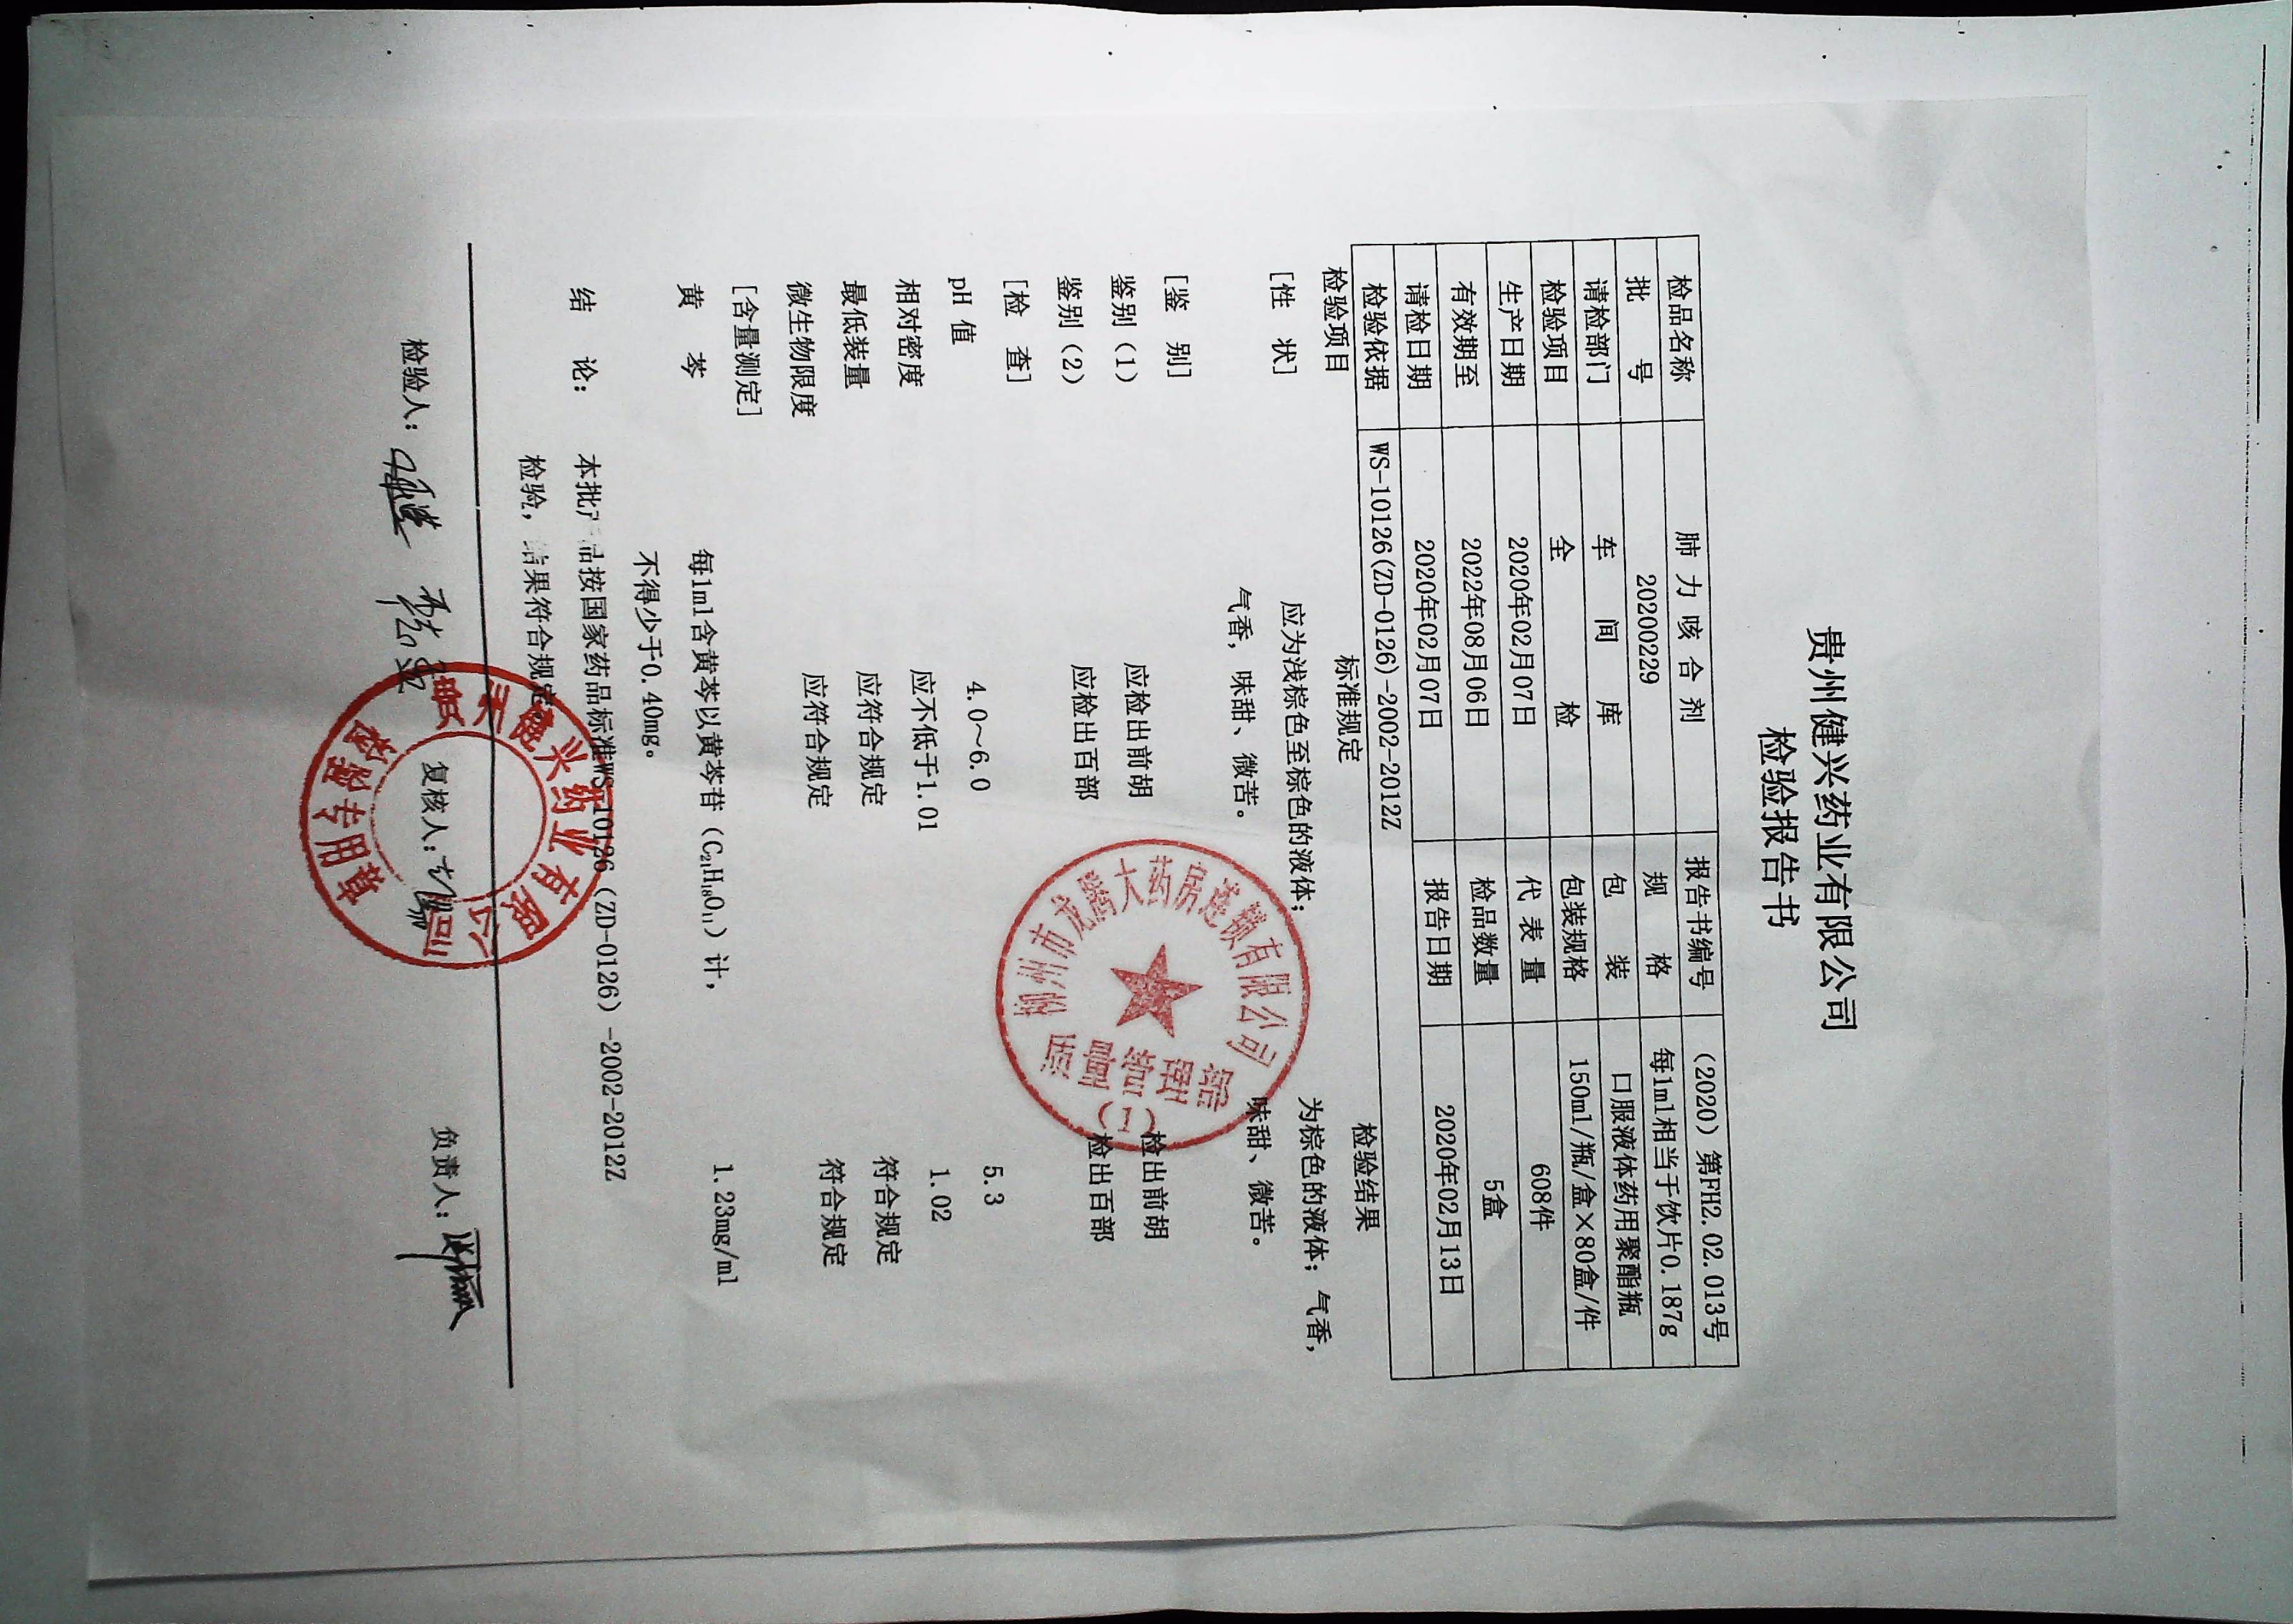 贵州健兴药业有限公司
检验报告书
检品名称 肺力咳合剂 报告书编号 (2020)第FH2.02.013号
批号 20200229 规格 每1ml相当于饮片0.187g
请检部门 车间库 包装 口服液体药用聚酯瓶
检验项目 全检 包装规格 150ml/瓶/盒×80盒/件
生产日期 2020年02月07日 代表量 608件
有效期至 2022年08月06日 检品数量 5盒
请检日期 2020年02月07日 报告日期 2020年02月13日
检验依据 WS-10126(ZD-0126)-2002-2012Z
检验项目 标准规定 检验结果
[性 状] 应为浅棕色至棕色的液体; 为棕色的液体;气香,
气香,味甜、微苦。 味甜、微苦。
[鉴 别]
鉴别(1) 应检出前胡 检出前胡
鉴别(2) 应检出百部 检出百部
[检 查]
pH 值 4.0~6.0 5.3
相对密度 应不低于1.01 1.02
最低装量 应符合规定 符合规定
微生物限度 应符合规定 符合规定
[含量测定]
黄 芩 每1ml含黄芩以黄芩苷(C₂₁H₁₈O₁₁)计, 1.23mg/ml
不得少于0.40mg。
结 论: 本批产品按国家药品标准WS-10126(ZD-0126)-2002-2012Z
检验,结果符合规定。
检验人: 复核人: 负责人:
柳州市龙腾大药房连锁有限公司
质量管理部
(1)
贵州健兴药业有限公司
检验专用章